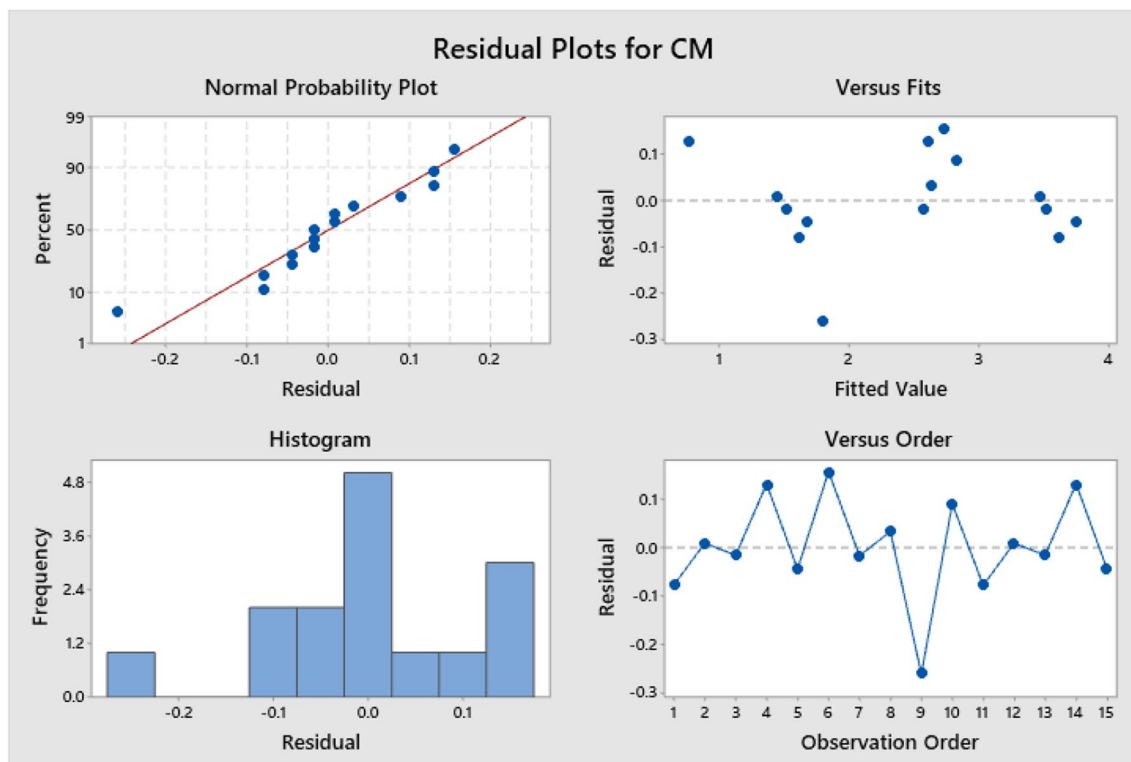 Residual Plots for CM
Normal Probability Plot
99
90
50
10
1
Percent
-0.2
-0.1
0.0
0.1
0.2
Residual
Versus Fits
0.1
0.0
-0.1
-0.2
-0.3
Residual
1
2
3
4
Fitted Value
Histogram
4.8
3.6
2.4
1.2
0.0
Frequency
-0.2
-0.1
0.0
0.1
Residual
Versus Order
0.1
0.0
-0.1
-0.2
-0.3
Residual
1 2 3 4 5 6 7 8 9 10 11 12 13 14 15
Observation Order